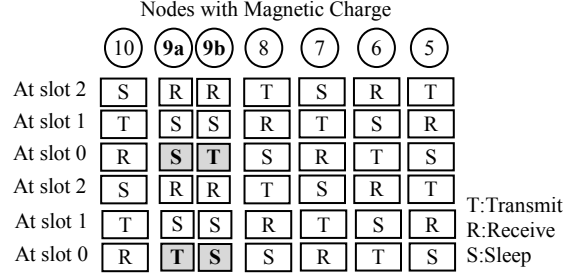 Nodes with Magnetic Charge
10 9a 9b 8 7 6 5
At slot 2 S R R T S R T
At slot 1 T S S R T S R
At slot 0 R S T S R T S
At slot 2 S R R T S R T
At slot 1 T S S R T S R
At slot 0 R T S S R T S
T:Transmit
R:Receive
S:Sleep